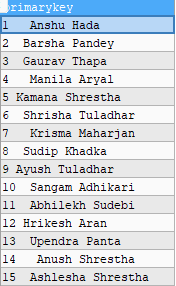 primarykey
1 Anshu Hada
2 Barsha Pandey
3 Gaurav Thapa
4 Manila Aryal
5 Kamana Shrestha
6 Shrisha Tuladhar
7 Krisma Maharjan
8 Sudip Khadka
9 Ayush Tuladhar
10 Sangam Adhikari
11 Abhilekh Sudebi
12 Hrikesh Aran
13 Upendra Panta
14 Anush Shrestha
15 Ashlesha Shrestha